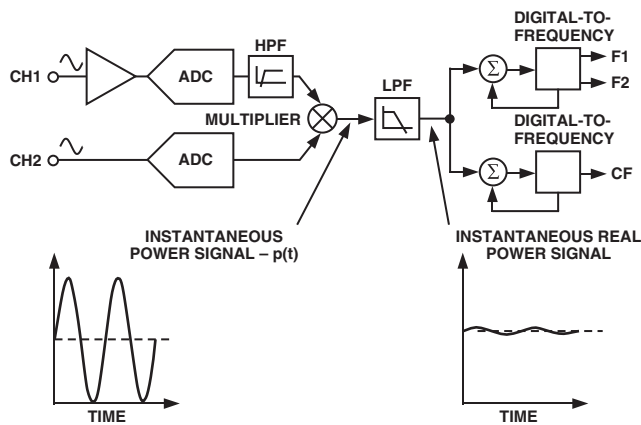 DIGITAL-TO-
FREQUENCY
HPF
F1
CH1
ADC
Σ
F2
LPF
MULTIPLIER
DIGITAL-TO-
FREQUENCY
CH2
ADC
Σ
CF
INSTANTANEOUS
POWER SIGNAL – p(t)
INSTANTANEOUS REAL
POWER SIGNAL
TIME
TIME